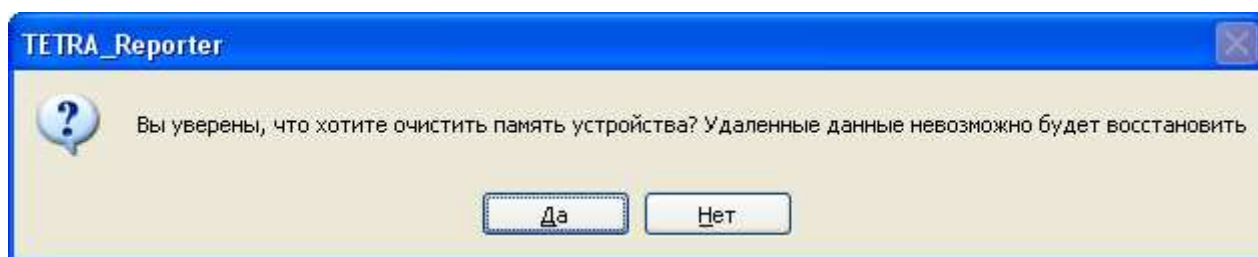 TETRA_Reporter
Вы уверены, что хотите очистить память устройства? Удаленные данные невозможно будет восстановить
Да
Нет